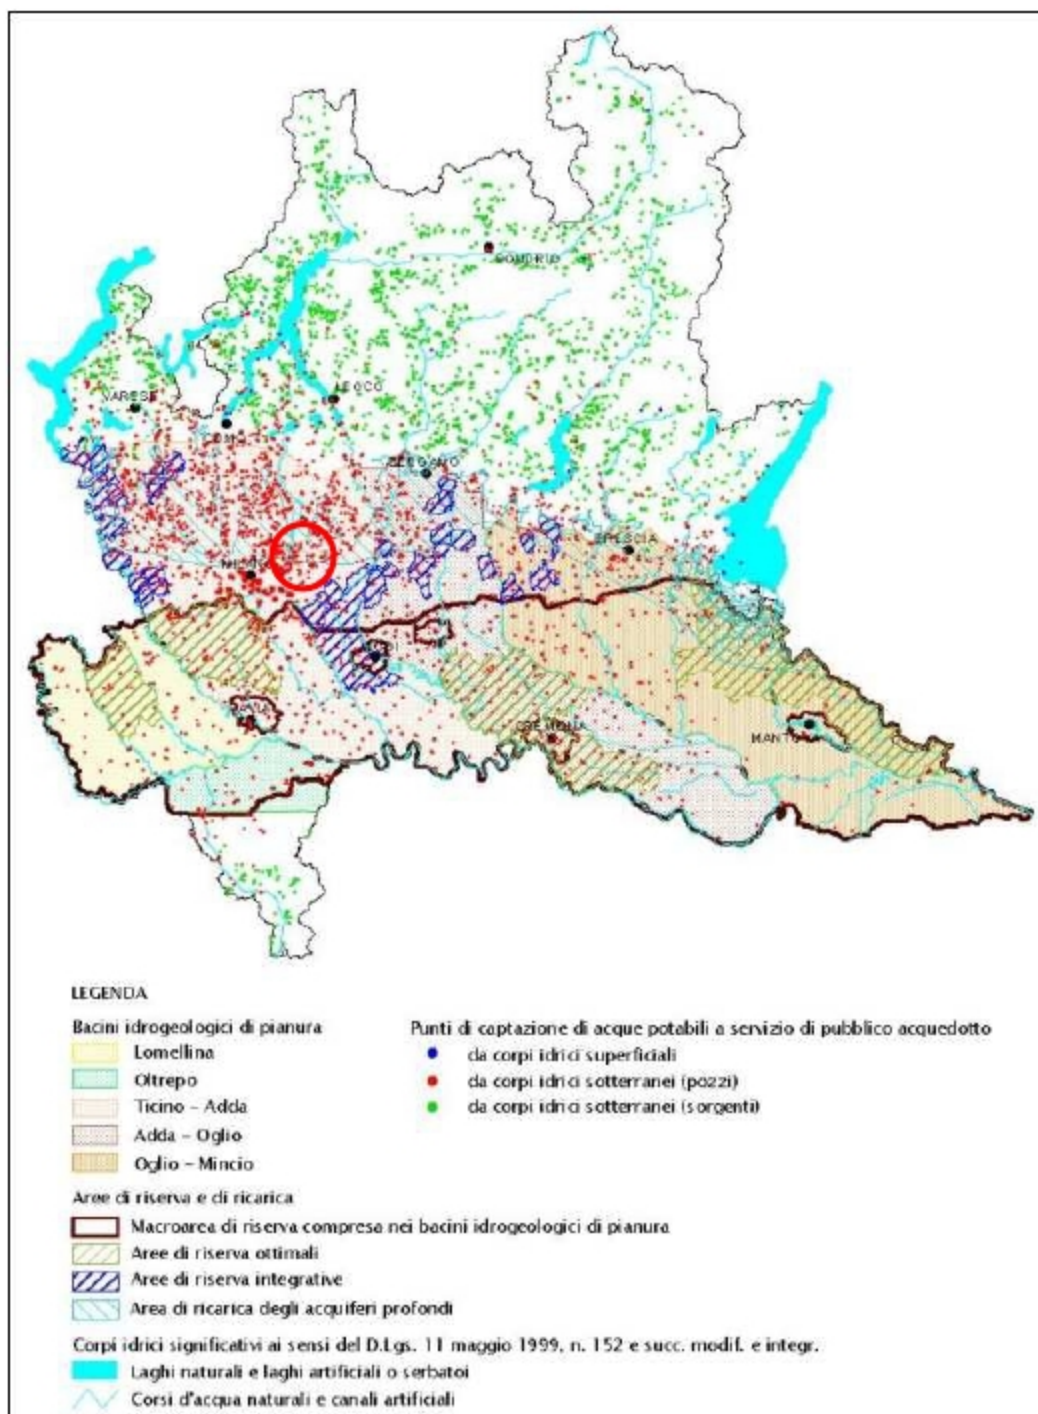 SONDRIO
LECCO
VARESE
COMO
BERGAMO
BRESCIA
MILANO
PAVIA
CREMONA
MANTOVA
LEGENDA
Bacini idrogeologici di pianura
Lomellina
Oltrepo
Ticino - Adda
Adda - Oglio
Oglio - Mincio
Punti di captazione di acque potabili a servizio di pubblico acquedotto
da corpi idrici superficiali
da corpi idrici sotterranei (pozzi)
da corpi idrici sotterranei (sorgenti)
Aree di riserva e di ricarica
Macroarea di riserva compresa nei bacini idrogeologici di pianura
Aree di riserva ottimali
Aree di riserva integrative
Area di ricarica degli acquiferi profondi
Corpi idrici significativi ai sensi del D.Lgs. 11 maggio 1999, n. 152 e succ. modif. e integr.
Laghi naturali e laghi artificiali o serbatoi
Corsi d'acqua naturali e canali artificiali